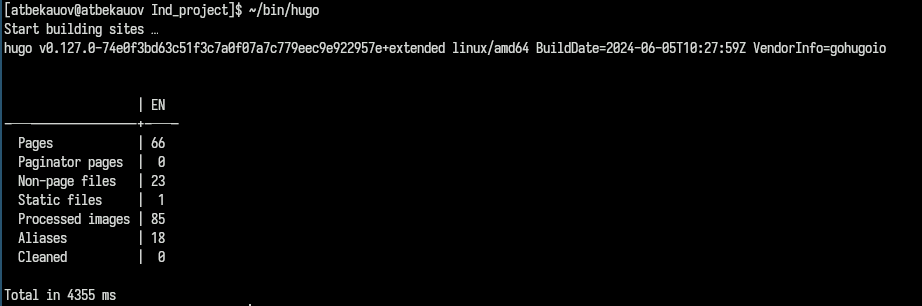 [atbekauov@atbekauov Ind_project]$ ~/bin/hugo
Start building sites …
hugo v0.127.0-74e0f3bd63c51f3c7a0f07a7c779eec9e922957e+extended linux/amd64 BuildDate=2024-06-05T10:27:59Z VendorInfo=gohugoio
                   | EN
-------------------+-----
  Pages            | 66
  Paginator pages  |  0
  Non-page files   | 23
  Static files     |  1
  Processed images | 85
  Aliases          | 18
  Cleaned          |  0
Total in 4355 ms